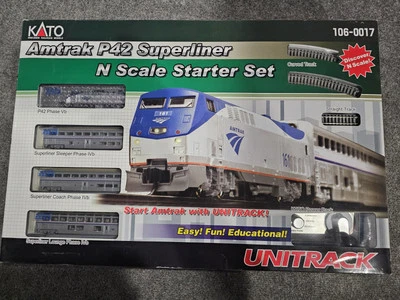 KATO
106-0017
Amtrak P42 Superliner
N Scale Starter Set
Curved Track
Discover
N Scale!
P42 Phase Vb
Straight Track
Superliner Sleeper Phase IVb
AMTRAK
Superliner Coach Phase IVb
Start Amtrak with UNITRACK!
Easy! Fun! Educational!
Superliner Lounge Phase IVb
UNITRACK